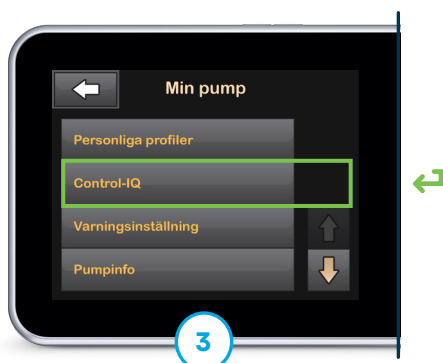 Min pump
Personliga profiler
Control-IQ
Varningsinställning
Pumpinfo
3